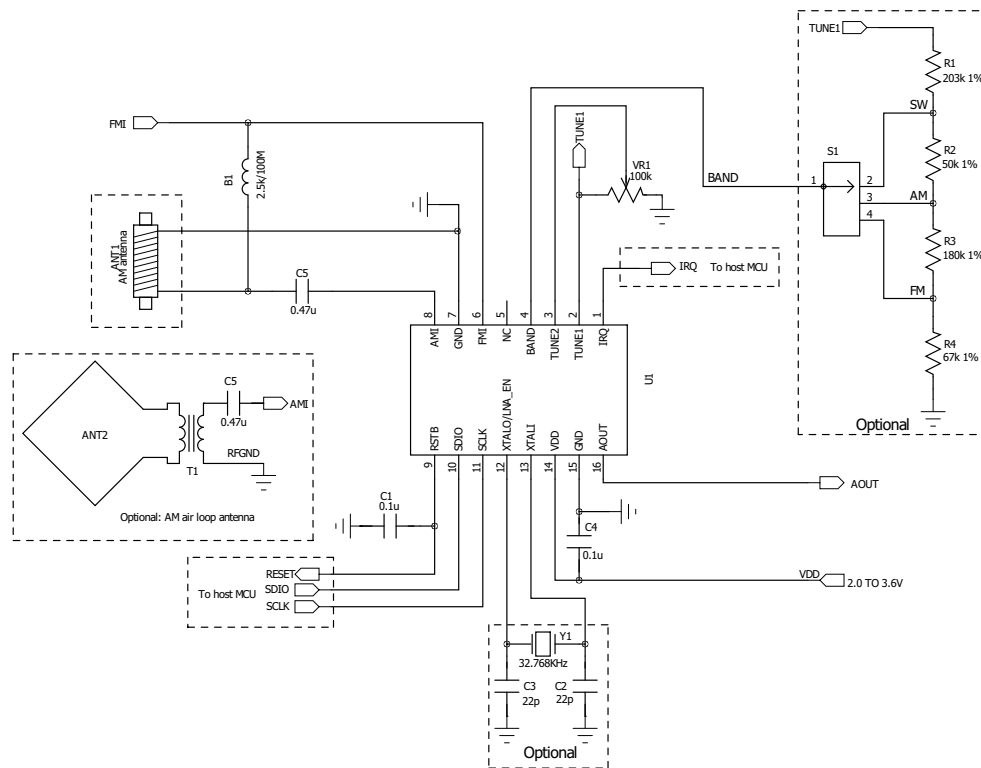 TUNE1
R1
203k 1%
SW
R2
50k 1%
S1
1
2
3
4
AM
R3
180k 1%
FM
R4
67k 1%
Optional
FMI
B1
2.5k/100M
ANT1
AM antenna
C5
0.47u
TUNE1
VR1
100k
BAND
IRQ
To host MCU
8
7
6
5
4
3
2
1
AMI
GND
FMI
NC
BAND
TUNE2
TUNE1
IRQ
U1
RSTB
SDIO
SCLK
XTALO/LNA_EN
XTALI
VDD
GND
AOUT
9
10
11
12
13
14
15
16
ANT2
C5
0.47u
AMI
RFGND
T1
Optional: AM air loop antenna
C1
0.1u
AOUT
C4
0.1u
To host MCU
RESET
SDIO
SCLK
VDD
2.0 TO 3.6V
Y1
32.768KHz
C3
22p
C2
22p
Optional